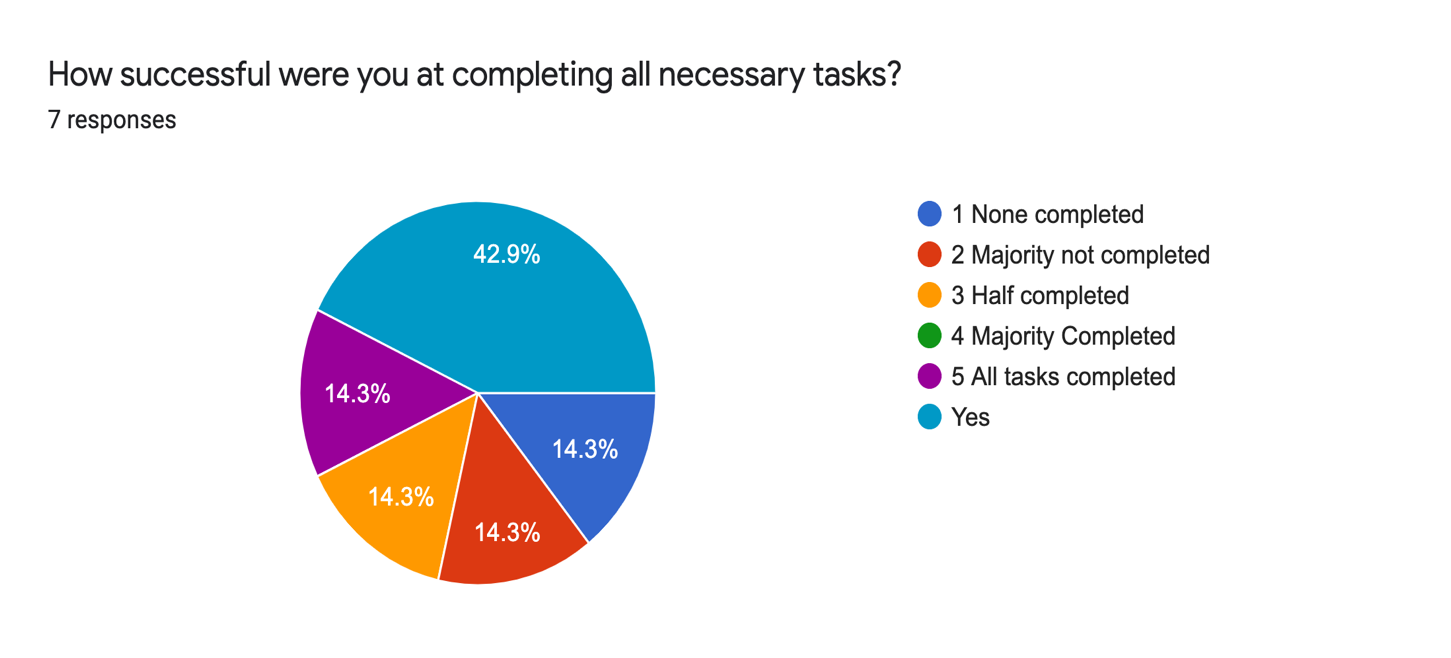 How successful were you at completing all necessary tasks?
7 responses
42.9%
14.3%
14.3%
14.3%
14.3%
1 None completed
2 Majority not completed
3 Half completed
4 Majority Completed
5 All tasks completed
Yes